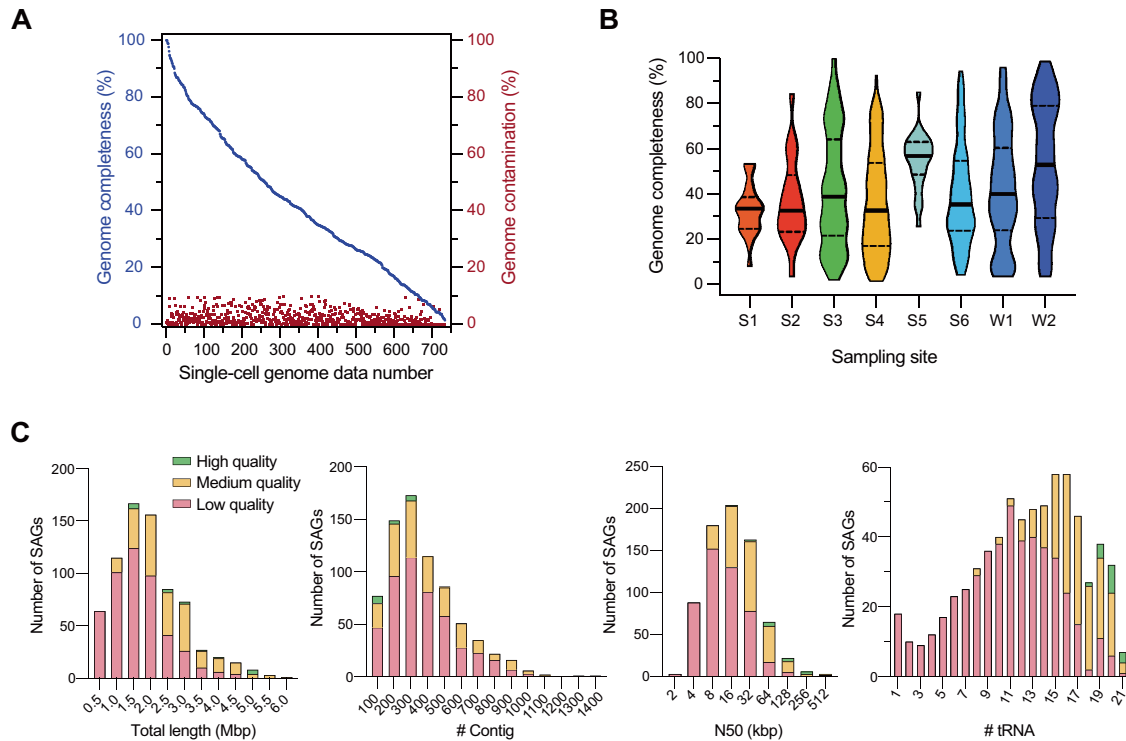 A
Genome completeness (%)
100
80
60
40
20
0
100
80
60
40
20
0
Genome contamination (%)
0 100 200 300 400 500 600 700
Single-cell genome data number
B
Genome completeness (%)
100
80
60
40
20
0
S1 S2 S3 S4 S5 S6 W1 W2
Sampling site
C
High quality
Medium quality
Low quality
Number of SAGs
200
150
100
50
0
0.5 1.0 1.5 2.0 2.5 3.0 3.5 4.0 4.5 5.0 5.5 6.0
Total length (Mbp)
Number of SAGs
200
150
100
50
0
100 200 300 400 500 600 700 800 900 1000 1100 1200 1300 1400
# Contig
Number of SAGs
250
200
150
100
50
0
2 4 8 16 32 64 128 256 512
N50 (kbp)
Number of SAGs
60
40
20
0
1 3 5 7 9 11 13 15 17 19 21
# tRNA